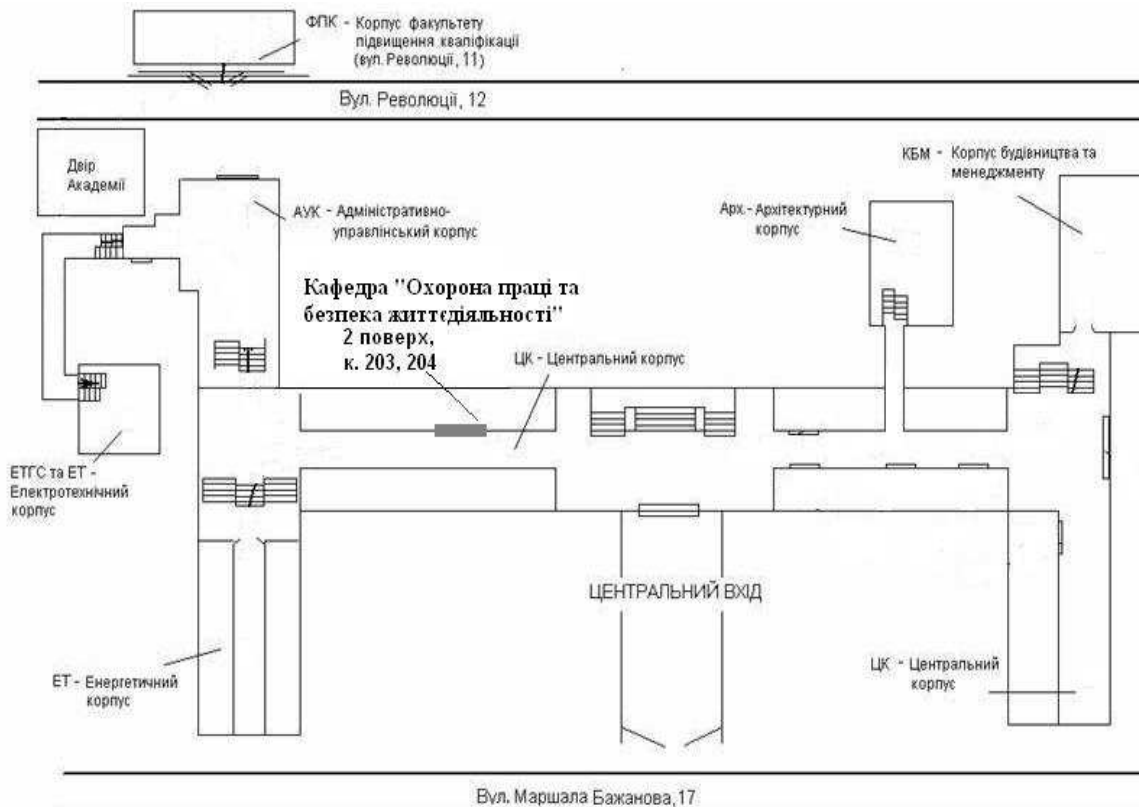 ФПК - Корпус факультету
підвищення кваліфікації
(вул. Революції, 11)
Вул. Революції, 12
Двір
Академії
АУК - Адміністративно-
управлінський корпус
Арх.- Архітектурний
корпус
КБМ - Корпус будівництва та
менеджменту
Кафедра "Охорона праці та
безпека життєдіяльності"
2 поверх,
к. 203, 204
ЦК - Центральний корпус
ЕТГС та ЕТ -
Електротехнічний
корпус
ЦЕНТРАЛЬНИЙ ВХІД
ЕТ - Енергетичний
корпус
ЦК - Центральний
корпус
Вул. Маршала Бажанова,17